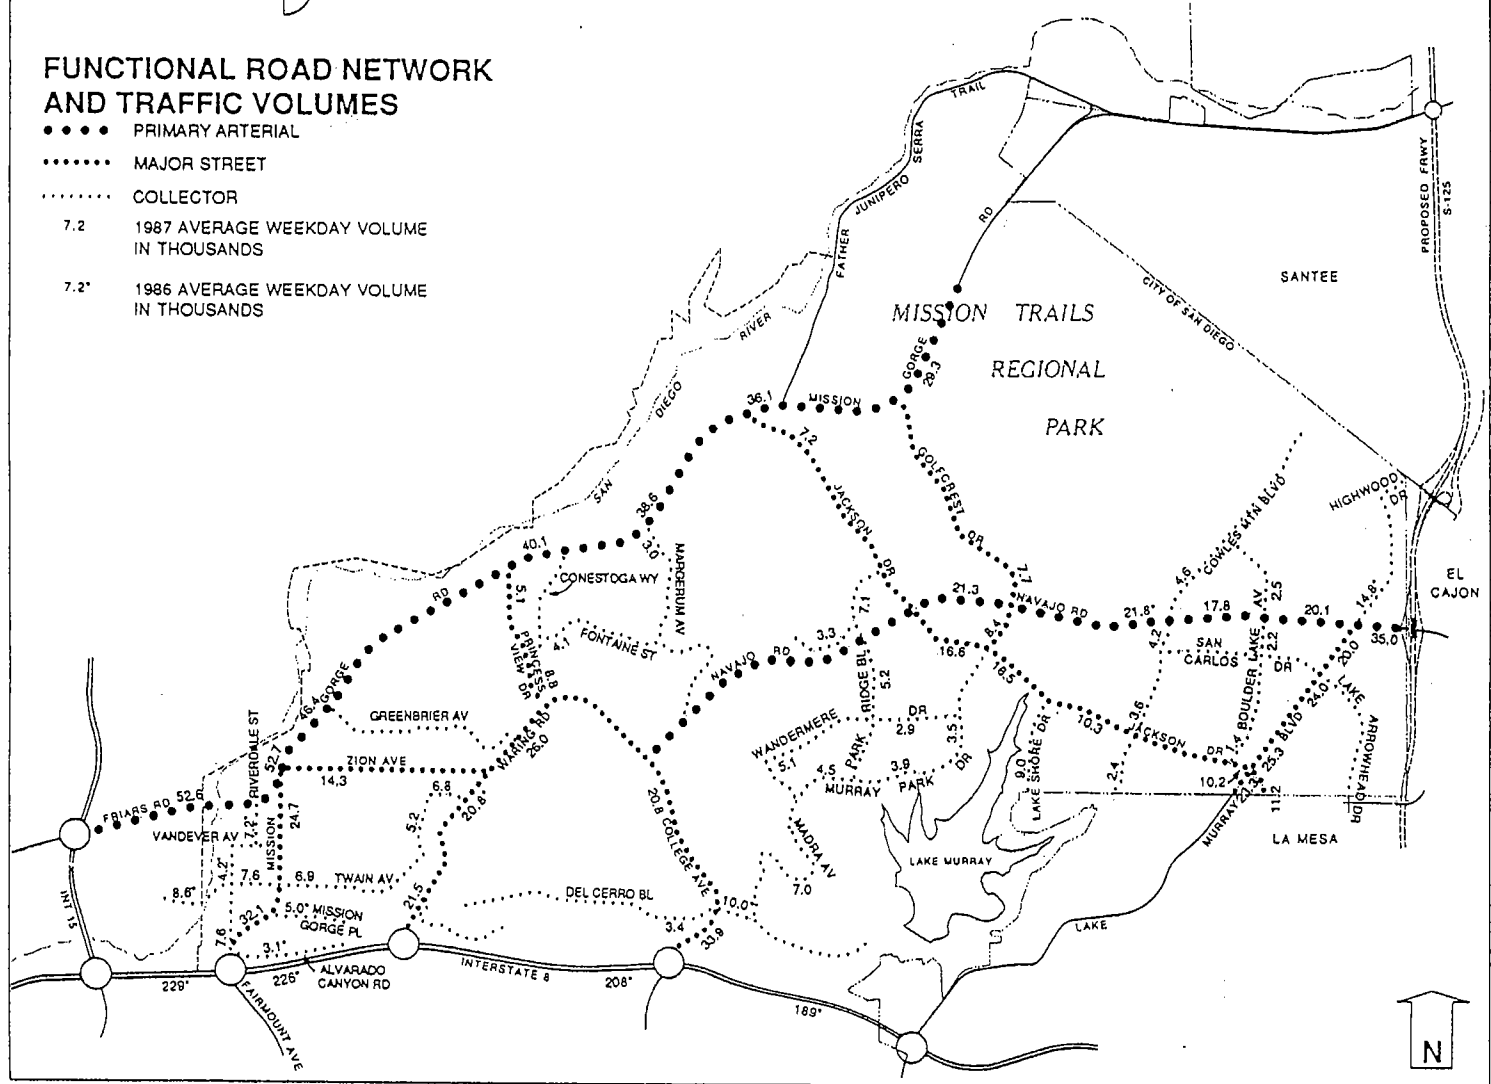 FUNCTIONAL ROAD NETWORK
AND TRAFFIC VOLUMES
PRIMARY ARTERIAL
MAJOR STREET
COLLECTOR
7.2 1987 AVERAGE WEEKDAY VOLUME
IN THOUSANDS
7.2* 1986 AVERAGE WEEKDAY VOLUME
IN THOUSANDS
TRAIL
SERRA
JUNIPERO
FATHER
RD
PROPOSED FRWY
S-125
SANTEE
CITY OF SAN DIEGO
MISSION TRAILS
REGIONAL
PARK
RIVER
DIEGO
SAN
GORGE
29.3
MISSION
36.1
7.2
GOLFCREST
DR
7.7
JACKSON
DR
38.6
3.0
40.1
RD
GORGE
46.4
52.7
CONESTOGA WY
MARGERUM AV
5.1
PRINCESS
VIEW DR
8.8
4.1
FONTAINE ST
COWLES MTN BLVD
HIGHWOOD
DR
EL
CAJON
4.6
2.5
14.8*
NAVAJO RD
21.3
21.8*
17.8
20.1
35.0
7.1
3.3
NAVAJO
RD
16.6
8.4
18.5
4.2
SAN
CARLOS
DR
BOULDER LAKE
AV
2.2
20.0
24.0
LAKE
ARROWHEAD DR
RIDGE BL
PARK
5.2
WANDERMERE
DR
2.9
5.1
3.5
4.5
3.9
MURRAY PARK
DR
LAKE SHORE DR
9.0
10.3
3.6
JACKSON
DR
2.4
1.4
10.2
25.3
BLVD
21.3
11.2
MURRAY
LA MESA
LAKE MURRAY
LAKE
GREENBRIER AV
WARING RD
26.0
ZION AVE
14.3
RIVERDALE ST
FRIARS RD
52.6
VANDEVER AV
7.2*
MISSION
24.7
6.8
5.2
20.8*
20.8
COLLEGE AVE
MADRA AV
7.0
4.2*
7.6
6.9
TWAIN AV
8.6*
INT 15
32.1
5.0*
MISSION
GORGE PL
7.6
3.1*
21.5
DEL CERRO BL
3.4
10.0
33.9
229*
226*
ALVARADO
CANYON RD
INTERSTATE 8
208*
189*
FAIRMOUNT AVE
N